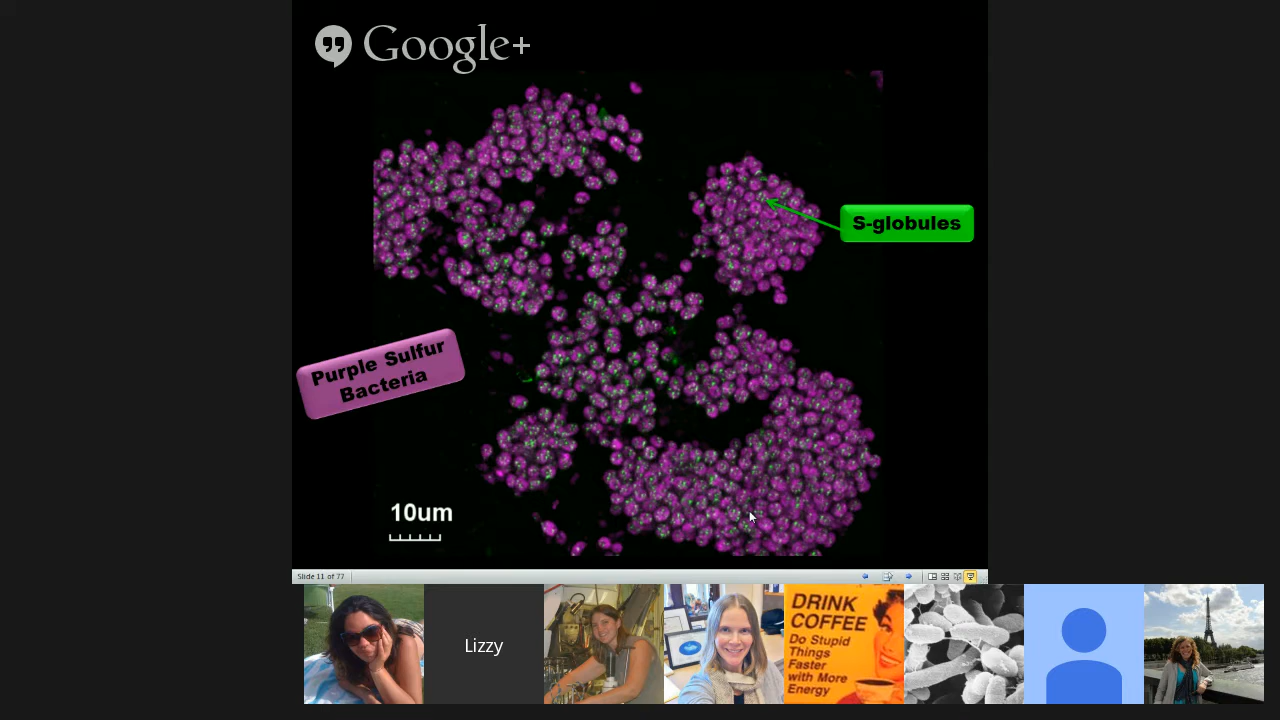 Google+
S-globules
Purple Sulfur
Bacteria
10um
Slide 11 of 77
Lizzy
DRINK
COFFEE
Do Stupid
Things
Faster
with More
Energy